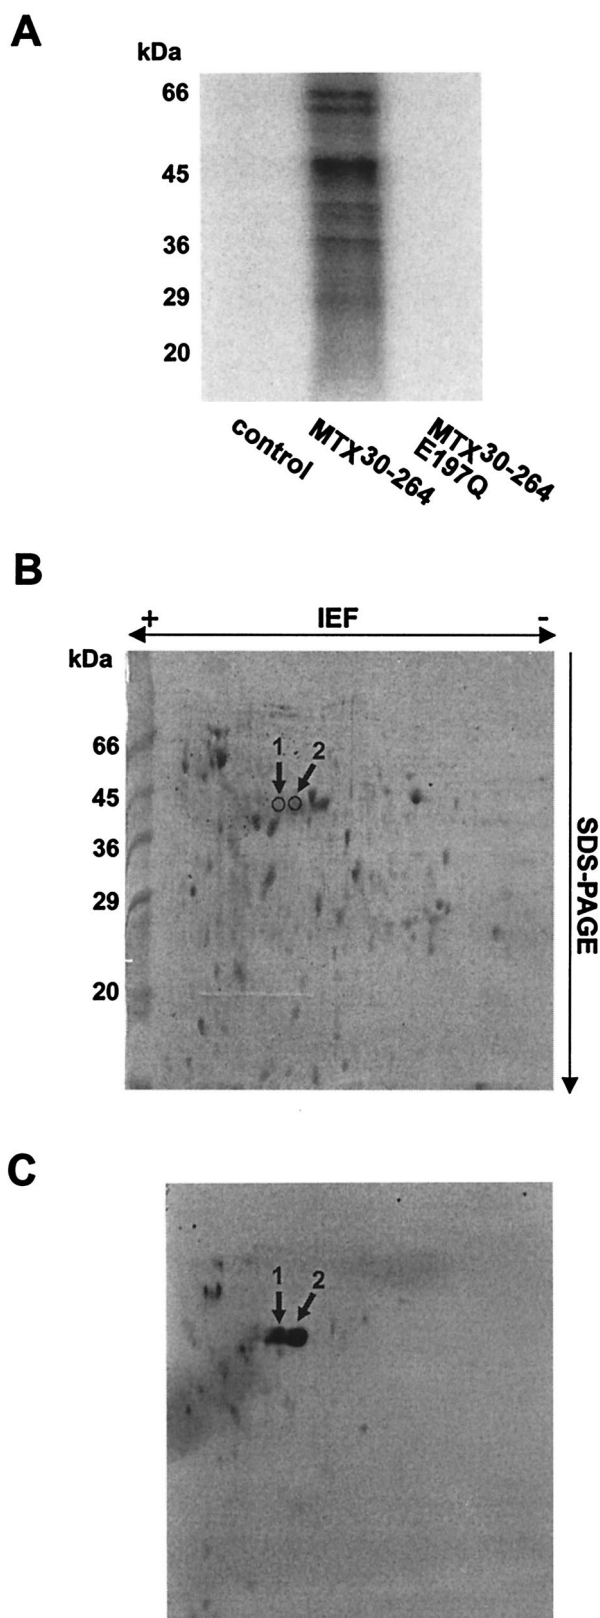 A
kDa
66
45
36
29
20
control
MTX30-264
MTX30-264
E197Q
B
+ IEF -
kDa
1 2
66
45
36
29
20
SDS-PAGE
C
1 2